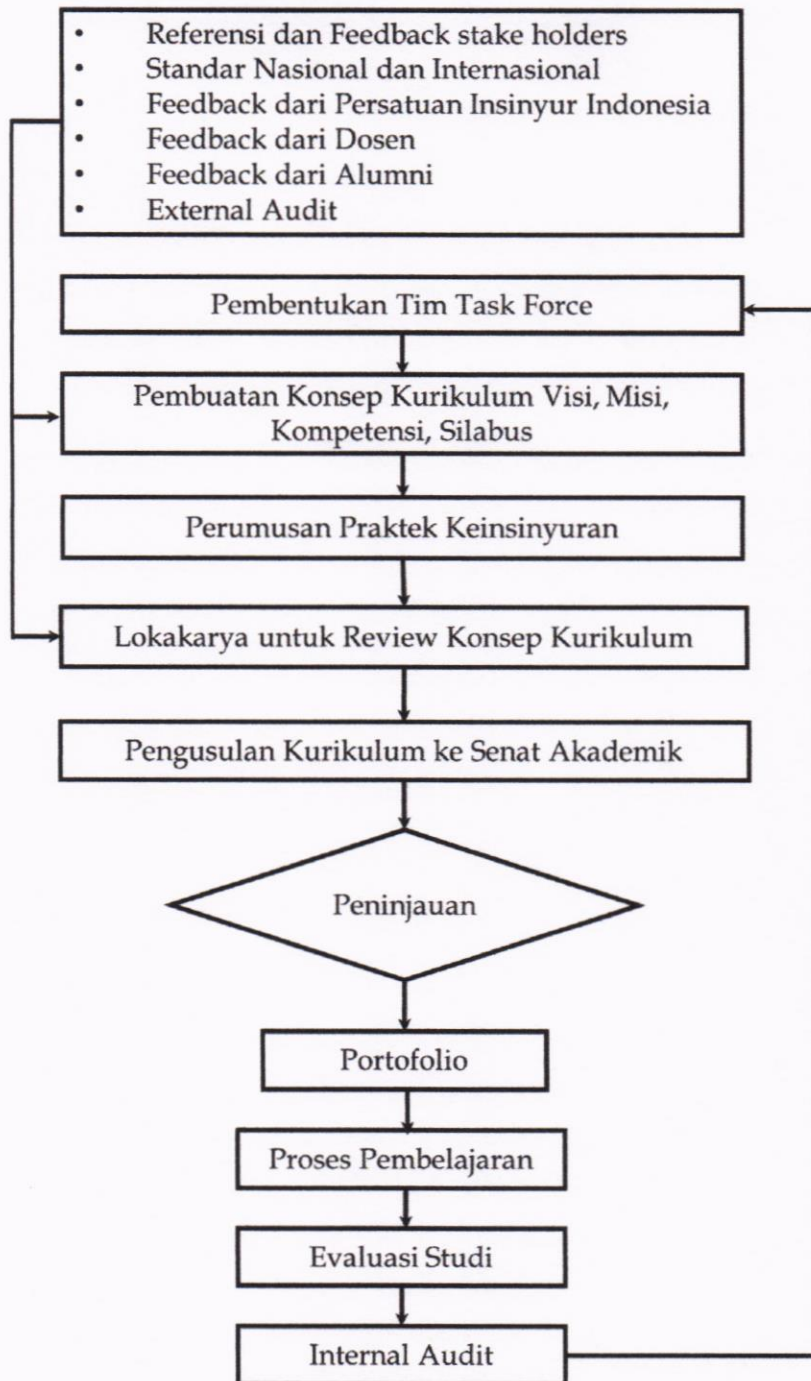 • Referensi dan Feedback stake holders
• Standar Nasional dan Internasional
• Feedback dari Persatuan Insinyur Indonesia
• Feedback dari Dosen
• Feedback dari Alumni
• External Audit
Pembentukan Tim Task Force
Pembuatan Konsep Kurikulum Visi, Misi,
Kompetensi, Silabus
Perumusan Praktek Keinsinyuran
Lokakarya untuk Review Konsep Kurikulum
Pengusulan Kurikulum ke Senat Akademik
Peninjauan
Portofolio
Proses Pembelajaran
Evaluasi Studi
Internal Audit